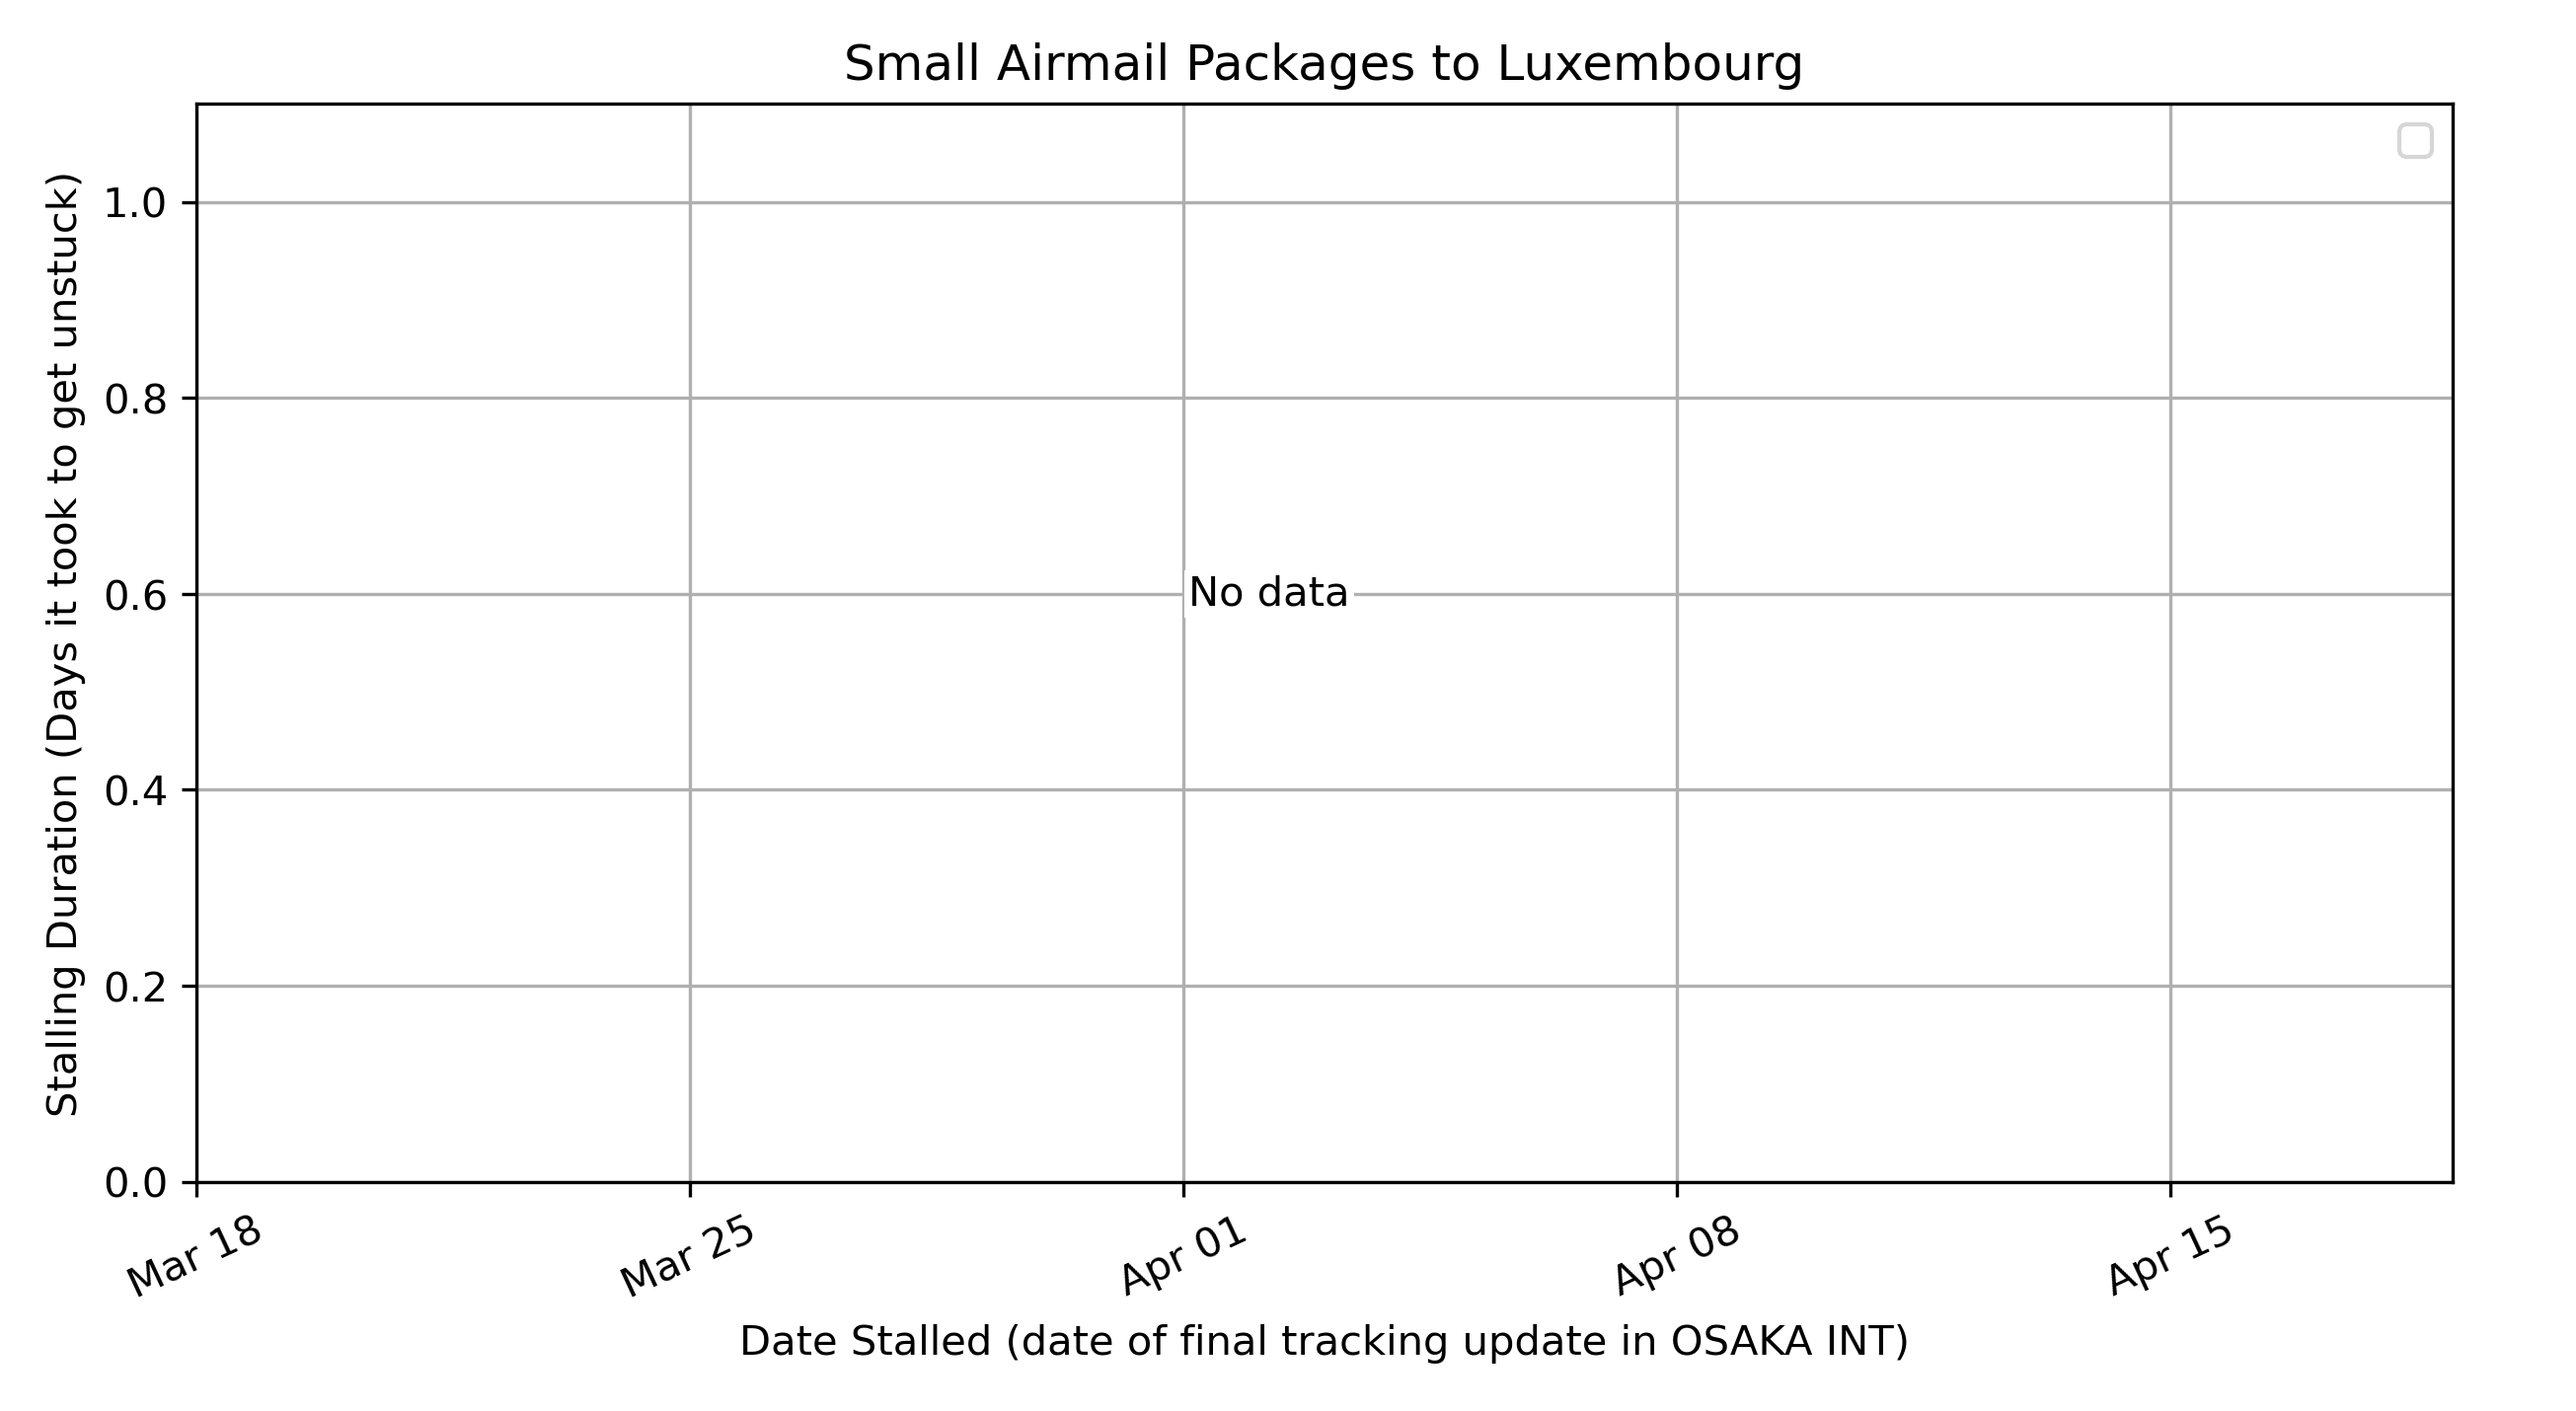 Small Airmail Packages to Luxembourg
Stalling Duration (Days it took to get unstuck)
1.0
0.8
0.6
0.4
0.2
0.0
No data
Mar 18
Mar 25
Apr 01
Apr 08
Apr 15
Date Stalled (date of final tracking update in OSAKA INT)